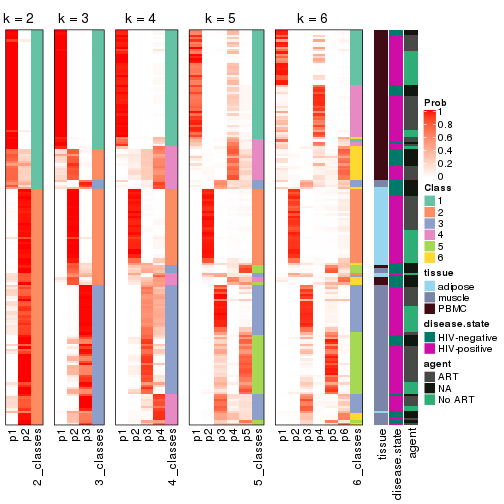 k = 2 k = 3 k = 4 k = 5 k = 6
Prob
1
0.8
0.6
0.4
0.2
0
Class
1
2
3
4
5
6
tissue
adipose
muscle
PBMC
disease.state
HIV-negative
HIV-positive
agent
ART
NA
No ART
p1 p2 2_classes p1 p2 p3 3_classes p1 p2 p3 p4 4_classes p1 p2 p3 p4 p5 5_classes p1 p2 p3 p4 p5 p6 6_classes tissue disease.state agent